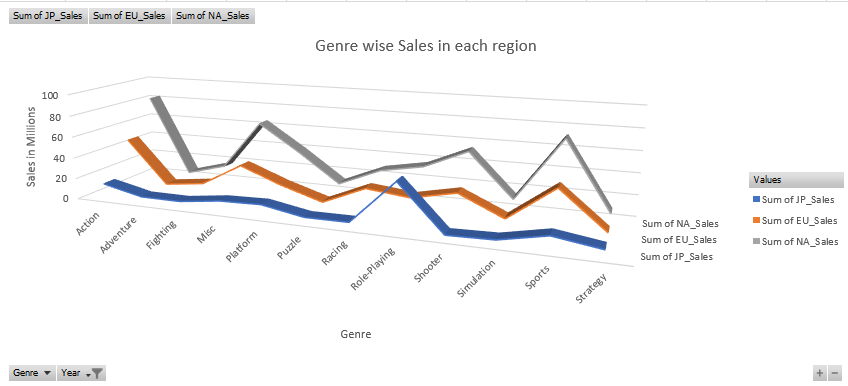 Sum of JP_Sales Sum of EU_Sales Sum of NA_Sales
Genre wise Sales in each region
Sales in Millions
100
80
60
40
20
0
Action
Adventure
Fighting
Misc
Platform
Puzzle
Racing
Role-Playing
Shooter
Simulation
Sports
Strategy
Sum of NA_Sales
Sum of EU_Sales
Sum of JP_Sales
Genre
Values
Sum of JP_Sales
Sum of EU_Sales
Sum of NA_Sales
Genre Year
+ −